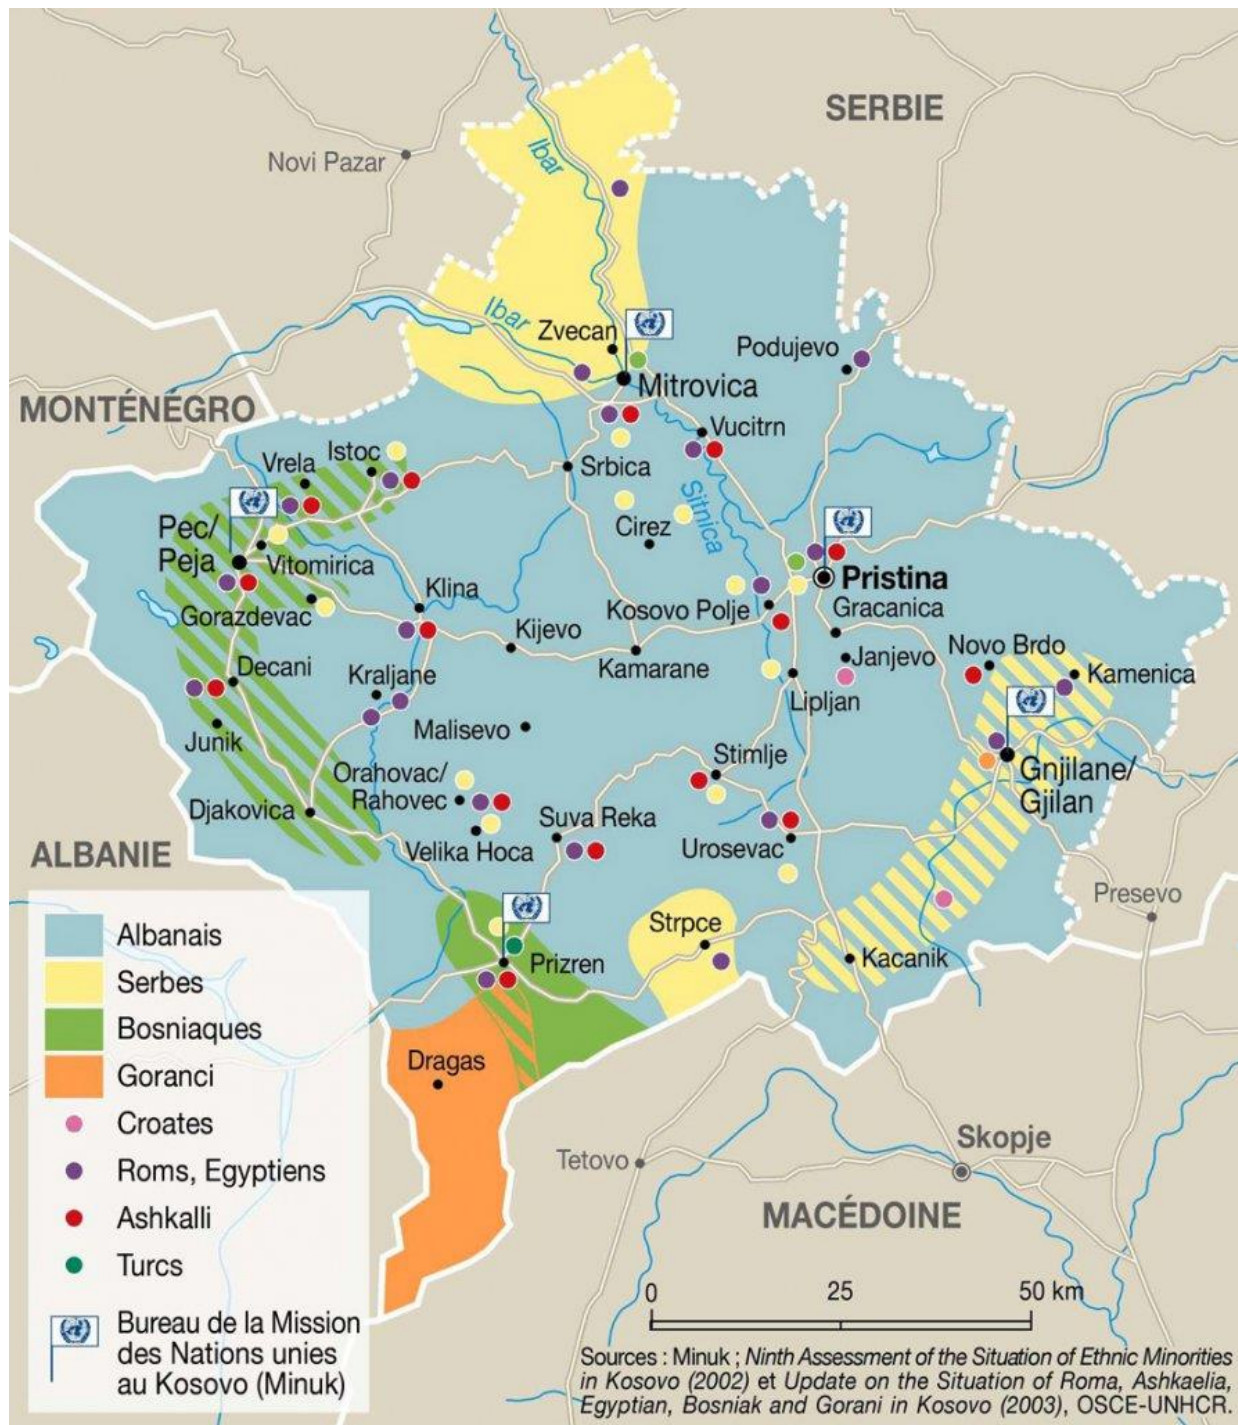 SERBIE
Novi Pazar
Ibar
Ibar
Zvecan
Podujevo
Mitrovica
MONTÉNÉGRO
Vucitrn
Istoc
Vrela
Srbica
Sitnica
Pec/
Peja
Cirez
Vitomirica
Pristina
Klina
Kosovo Polje
Gracanica
Gorazdevac
Kijevo
Novo Brdo
Janjevo
Kamarane
Decani
Kamenica
Kraljane
Lipljan
Malisevo
Junik
Stimlje
Orahovac/
Rahovec
Gnjilane/
Gjilan
Djakovica
Suva Reka
Urosevac
Velika Hoca
ALBANIE
Presevo
Strpce
Kacanik
Prizren
Dragas
Albanais
Serbes
Bosniaques
Goranci
Croates
Roms, Egyptiens
Ashkalli
Turcs
Bureau de la Mission
des Nations unies
au Kosovo (Minuk)
Skopje
Tetovo
MACÉDOINE
0 25 50 km
Sources : Minuk ; Ninth Assessment of the Situation of Ethnic Minorities
in Kosovo (2002) et Update on the Situation of Roma, Ashkaelia,
Egyptian, Bosniak and Gorani in Kosovo (2003), OSCE-UNHCR.